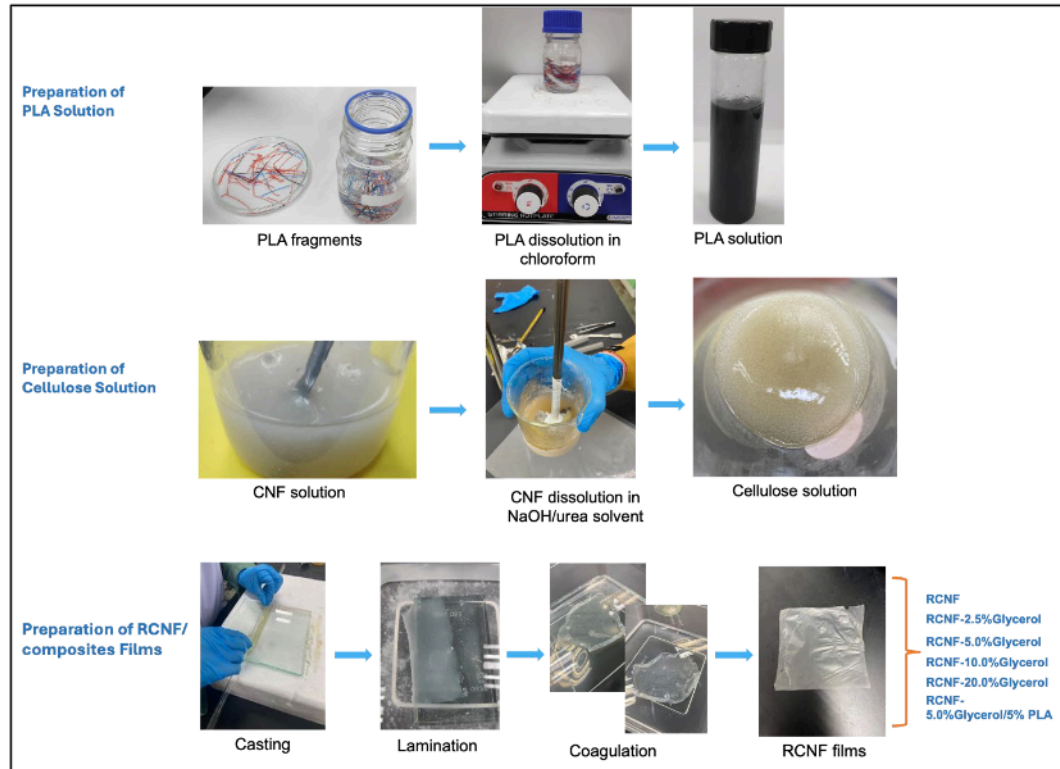 Preparation of
PLA Solution
STIRRING HOTPLATE
PLA fragments
PLA dissolution in
chloroform
PLA solution
Preparation of
Cellulose Solution
CNF solution
CNF dissolution in
NaOH/urea solvent
Cellulose solution
Preparation of RCNF/
composites Films
RCNF
RCNF-2.5%Glycerol
RCNF-5.0%Glycerol
RCNF-10.0%Glycerol
RCNF-20.0%Glycerol
RCNF-
5.0%Glycerol/5% PLA
Casting
Lamination
Coagulation
RCNF films